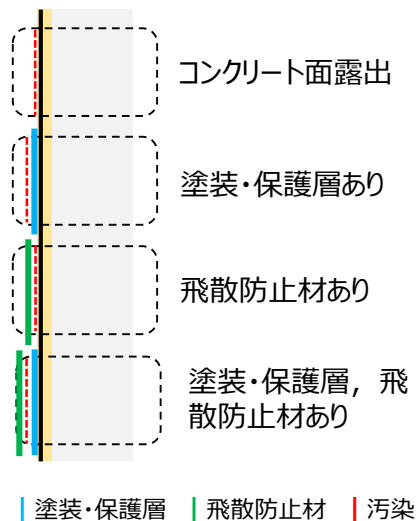 コンクリート面露出
塗装・保護層あり
飛散防止材あり
塗装・保護層，飛
散防止材あり
塗装・保護層 飛散防止材 汚染